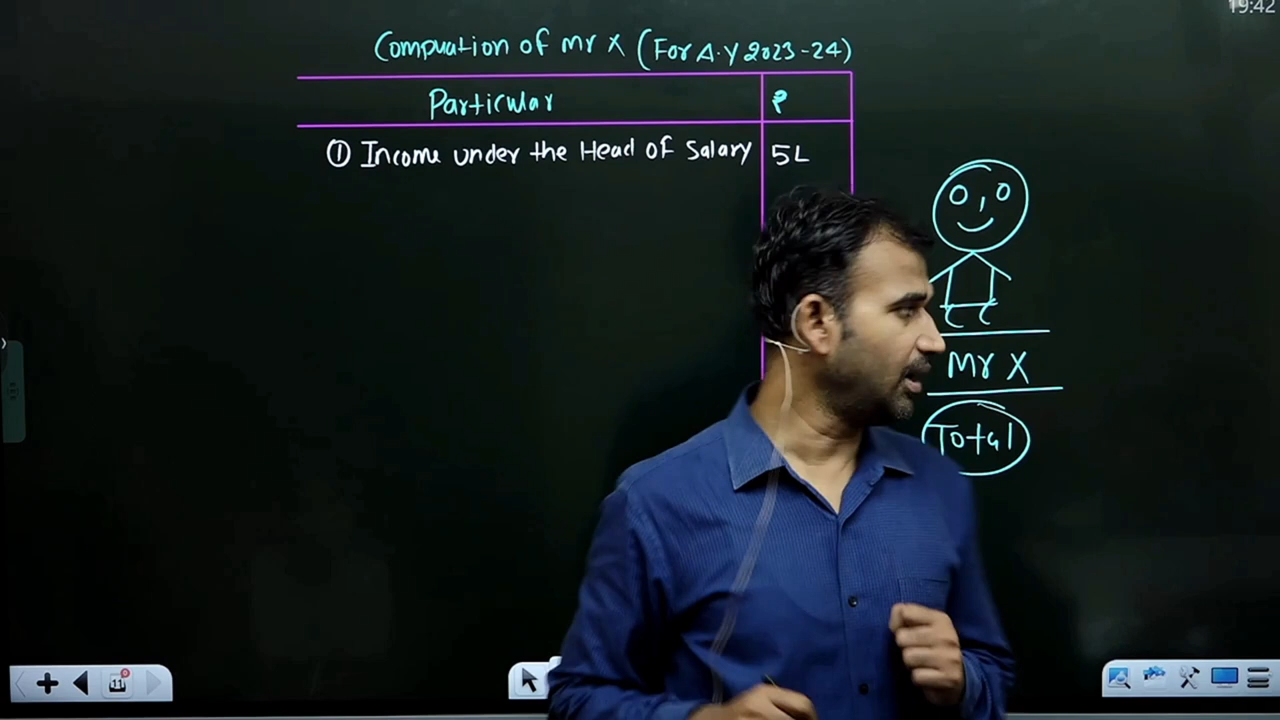 19:42
Compuation of mr X (For A.Y 2023-24)
Particular ₹
① Income under the Head of Salary 5L
Mr X
Total
11